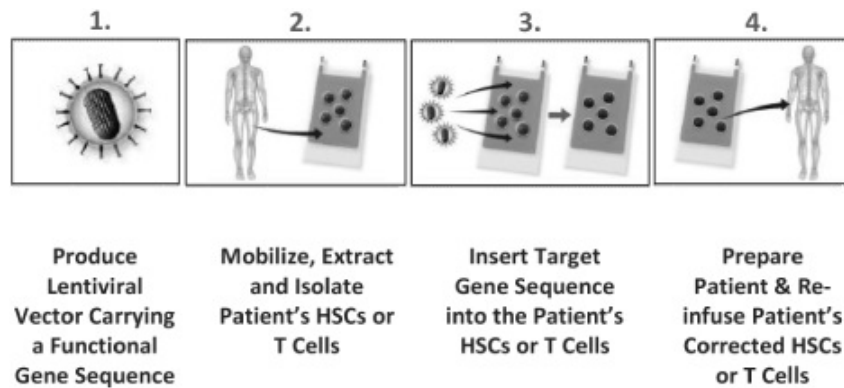 1.
2.
3.
4.
Produce
Lentiviral
Vector Carrying
a Functional
Gene Sequence
Mobilize, Extract
and Isolate
Patient's HSCs or
T Cells
Insert Target
Gene Sequence
into the Patient's
HSCs or T Cells
Prepare
Patient & Re-
infuse Patient's
Corrected HSCs
or T Cells